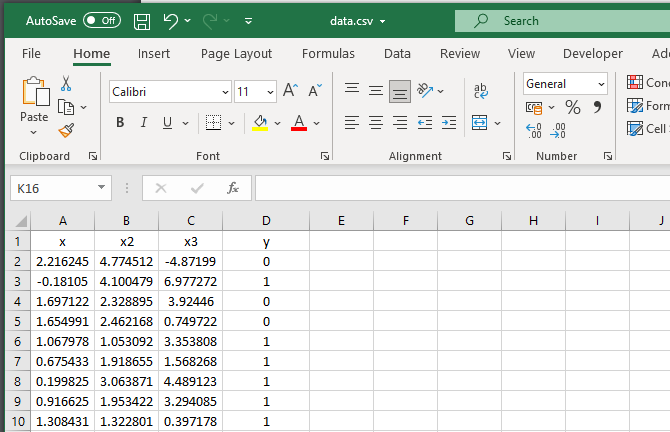 AutoSave Off data.csv Search
File Home Insert Page Layout Formulas Data Review View Developer
Calibri 11 A A ab General Cond
Paste B I U A c % Form
Cell
Clipboard Font Alignment Number
K16 fx
A B C D E F G H I J
1 x x2 x3 y
2 2.216245 4.774512 -4.87199 0
3 -0.18105 4.100479 6.977272 1
4 1.697122 2.328895 3.92446 0
5 1.654991 2.462168 0.749722 0
6 1.067978 1.053092 3.353808 1
7 0.675433 1.918655 1.568268 1
8 0.199825 3.063871 4.489123 1
9 0.916625 1.953422 3.294085 1
10 1.308431 1.322801 0.397178 1